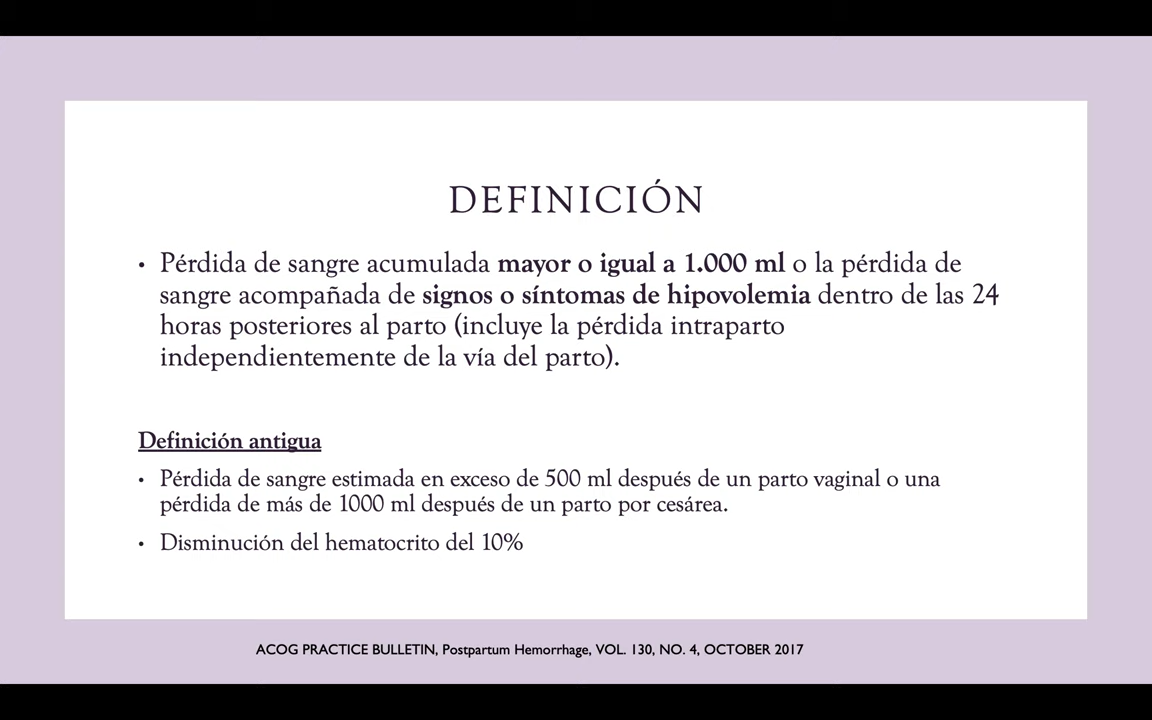 DEFINICIÓN
• Pérdida de sangre acumulada mayor o igual a 1.000 ml o la pérdida de
sangre acompañada de signos o síntomas de hipovolemia dentro de las 24
horas posteriores al parto (incluye la pérdida intraparto
independientemente de la vía del parto).
Definición antigua
• Pérdida de sangre estimada en exceso de 500 ml después de un parto vaginal o una
pérdida de más de 1000 ml después de un parto por cesárea.
• Disminución del hematocrito del 10%
ACOG PRACTICE BULLETIN, Postpartum Hemorrhage, VOL. 130, NO. 4, OCTOBER 2017